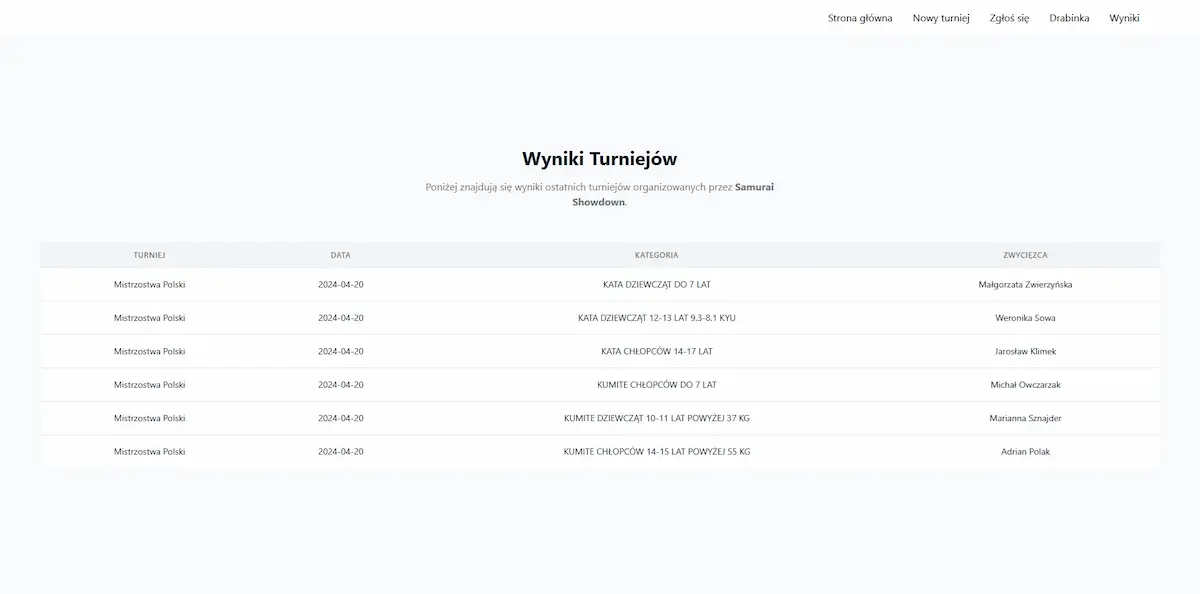 Strona główna Nowy turniej Zgłoś się Drabinka Wyniki
Wyniki Turniejów
Poniżej znajdują się wyniki ostatnich turniejów organizowanych przez Samurai
Showdown.
TURNIEJ DATA KATEGORIA ZWYCIĘZCA
Mistrzostwa Polski 2024-04-20 KATA DZIEWCZĄT DO 7 LAT Małgorzata Zwierzyńska
Mistrzostwa Polski 2024-04-20 KATA DZIEWCZĄT 12-13 LAT 9.3-8.1 KYU Weronika Sowa
Mistrzostwa Polski 2024-04-20 KATA CHŁOPCÓW 14-17 LAT Jarosław Klimek
Mistrzostwa Polski 2024-04-20 KUMITE CHŁOPCÓW DO 7 LAT Michał Owczarzak
Mistrzostwa Polski 2024-04-20 KUMITE DZIEWCZĄT 10-11 LAT POWYŻEJ 37 KG Marianna Sznajder
Mistrzostwa Polski 2024-04-20 KUMITE CHŁOPCÓW 14-15 LAT POWYŻEJ 55 KG Adrian Polak